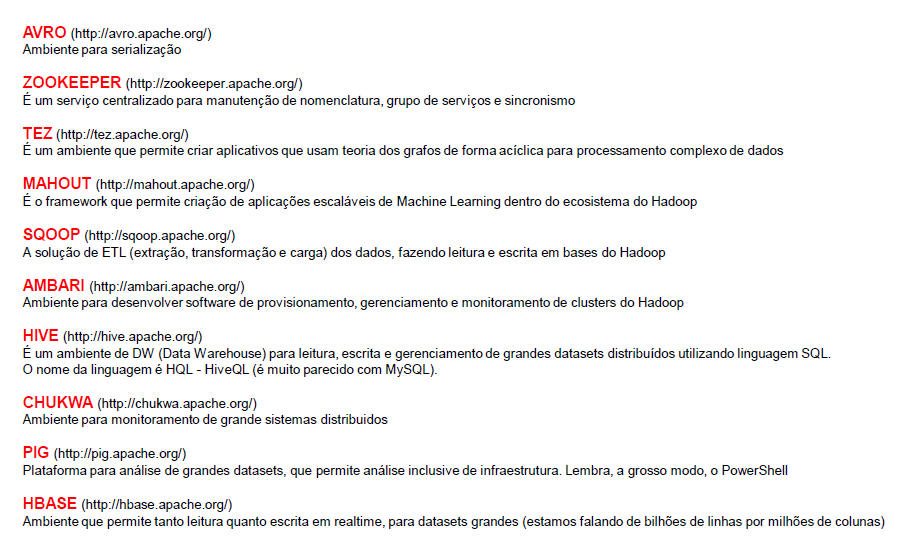 AVRO (http://avro.apache.org/)
Ambiente para serialização
ZOOKEEPER (http://zookeeper.apache.org/)
É um serviço centralizado para manutenção de nomenclatura, grupo de serviços e sincronismo
TEZ (http://tez.apache.org/)
É um ambiente que permite criar aplicativos que usam teoria dos grafos de forma acíclica para processamento complexo de dados
MAHOUT (http://mahout.apache.org/)
É o framework que permite criação de aplicações escaláveis de Machine Learning dentro do ecosistema do Hadoop
SQOOP (http://sqoop.apache.org/)
A solução de ETL (extração, transformação e carga) dos dados, fazendo leitura e escrita em bases do Hadoop
AMBARI (http://ambari.apache.org/)
Ambiente para desenvolver software de provisionamento, gerenciamento e monitoramento de clusters do Hadoop
HIVE (http://hive.apache.org/)
É um ambiente de DW (Data Warehouse) para leitura, escrita e gerenciamento de grandes datasets distribuídos utilizando linguagem SQL.
O nome da linguagem é HQL - HiveQL (é muito parecido com MySQL).
CHUKWA (http://chukwa.apache.org/)
Ambiente para monitoramento de grande sistemas distribuidos
PIG (http://pig.apache.org/)
Plataforma para análise de grandes datasets, que permite análise inclusive de infraestrutura. Lembra, a grosso modo, o PowerShell
HBASE (http://hbase.apache.org/)
Ambiente que permite tanto leitura quanto escrita em realtime, para datasets grandes (estamos falando de bilhões de linhas por milhões de colunas)